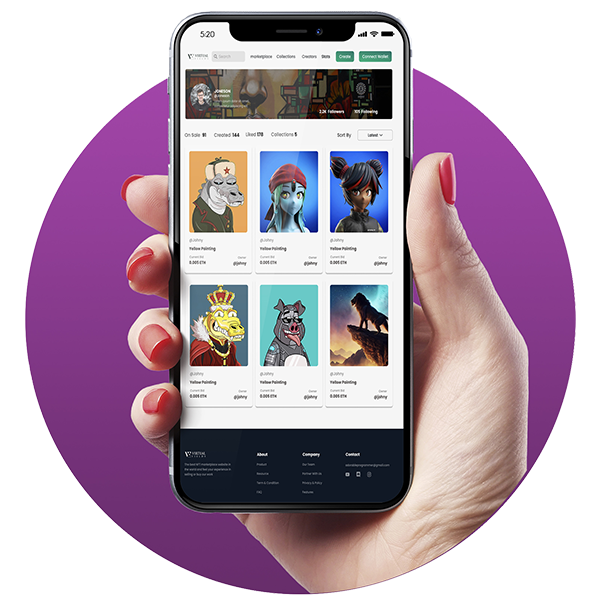 5:20
VIRTUAL
Search
Marketplace
Collections
Creators
Stats
Create
Connect Wallet
JOHNSON
2.2K Followers
Following
On Sale 91
Created 144
Liked 178
Collections 5
Sort By
Latest
@Johny
Yellow Painting
Current Bid
Owner
0.005 ETH
@johny
@Johny
Yellow Painting
Current Bid
Owner
0.005 ETH
@johny
@Johny
Yellow Painting
Current Bid
Owner
0.005 ETH
@johny
@Johny
Yellow Painting
Current Bid
Owner
0.005 ETH
@johny
@Johny
Yellow Painting
Current Bid
Owner
0.005 ETH
@johny
@Johny
Yellow Painting
Current Bid
Owner
0.005 ETH
@johny
VIRTUAL
The best NFT marketplace website in
the world and feel your experience in
selling or buy our work
About
Product
Resource
Term & Condition
FAQ
Company
Our Team
Partner With Us
Privacy & Policy
Features
Contact